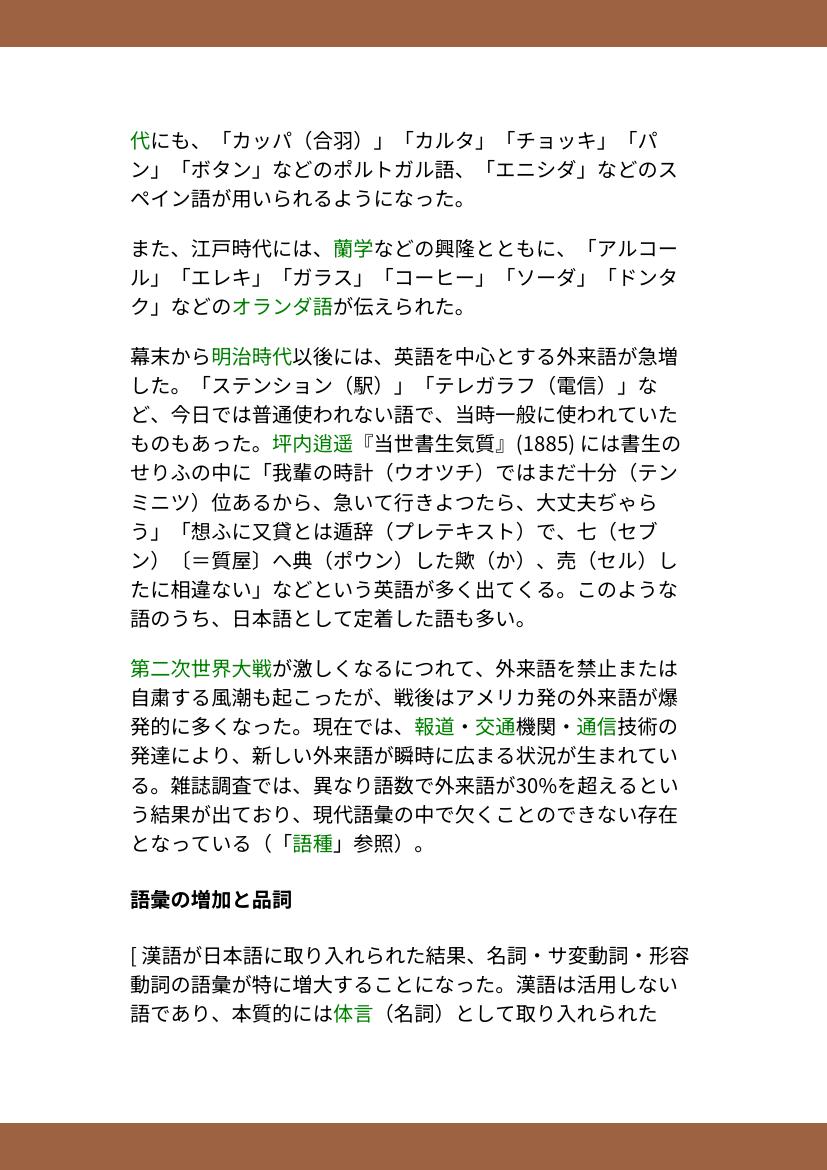 代にも、「カッパ（合羽）」「カルタ」「チョッキ」「パ
ン」「ボタン」などのポルトガル語、「エニシダ」などのス
ペイン語が用いられるようになった。
また、江戸時代には、蘭学などの興隆とともに、「アルコー
ル」「エレキ」「ガラス」「コーヒー」「ソーダ」「ドンタ
ク」などのオランダ語が伝えられた。
幕末から明治時代以後には、英語を中心とする外来語が急増
した。「ステンション（駅）」「テレガラフ（電信）」な
ど、今日では普通使われない語で、当時一般に使われていた
ものもあった。坪内逍遥『当世書生気質』(1885) には書生の
せりふの中に「我輩の時計（ウオツチ）ではまだ十分（テン
ミニツ）位あるから、急いて行きよつたら、大丈夫ぢゃら
う」「想ふに又貸とは遁辞（プレテキスト）で、七（セブ
ン）〔＝質屋〕へ典（ポウン）した歟（か）、売（セル）し
たに相違ない」などという英語が多く出てくる。このような
語のうち、日本語として定着した語も多い。
第二次世界大戦が激しくなるにつれて、外来語を禁止または
自粛する風潮も起こったが、戦後はアメリカ発の外来語が爆
発的に多くなった。現在では、報道・交通機関・通信技術の
発達により、新しい外来語が瞬時に広まる状況が生まれてい
る。雑誌調査では、異なり語数で外来語が30%を超えるとい
う結果が出ており、現代語彙の中で欠くことのできない存在
となっている（「語種」参照）。
語彙の増加と品詞
[ 漢語が日本語に取り入れられた結果、名詞・サ変動詞・形容
動詞の語彙が特に増大することになった。漢語は活用しない
語であり、本質的には体言（名詞）として取り入れられた